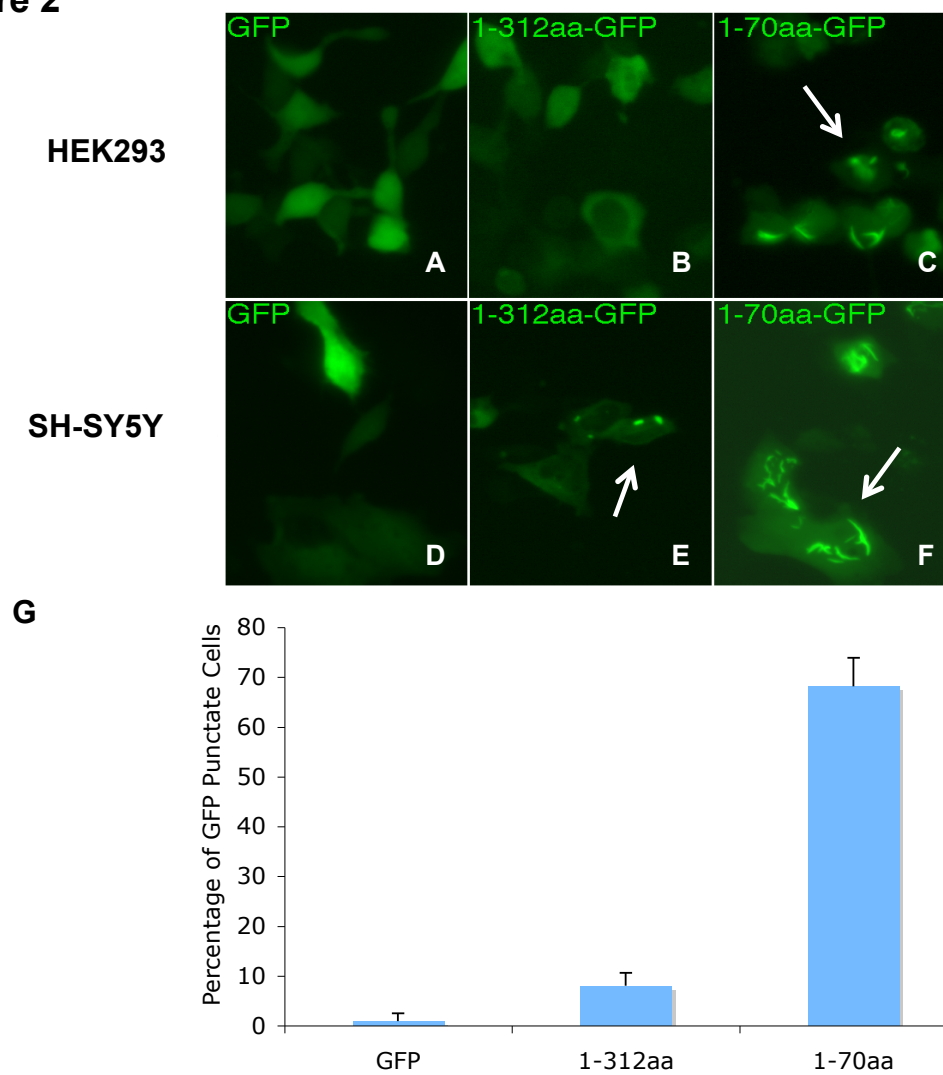 re 2
GFP 1-312aa-GFP 1-70aa-GFP
HEK293
A B C
GFP 1-312aa-GFP 1-70aa-GFP
SH-SY5Y
D E F
G
Percentage of GFP Punctate Cells
80
70
60
50
40
30
20
10
0
GFP 1-312aa 1-70aa